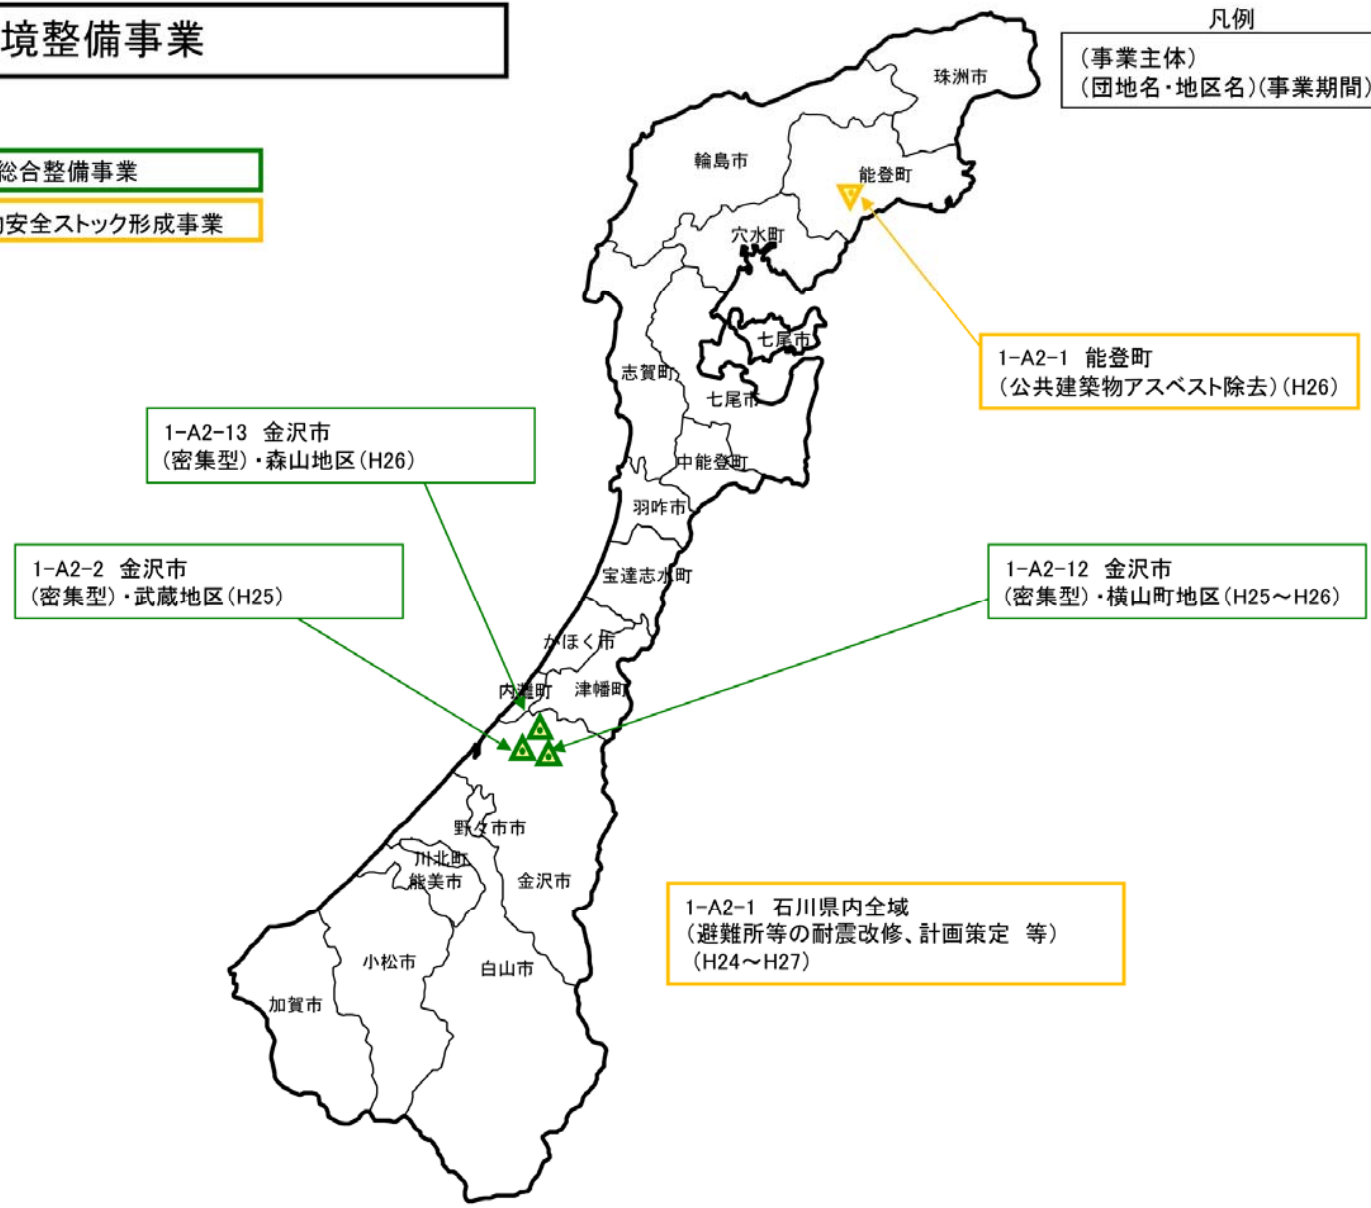 境整備事業
凡例
(事業主体)
(団地名・地区名)(事業期間)
総合整備事業
安全ストック形成事業
珠洲市
輪島市
能登町
穴水町
七尾市
志賀町
七尾市
中能登町
羽咋市
宝達志水町
かほく市
内灘町
津幡町
野々市市
川北町
能美市
金沢市
小松市
白山市
加賀市
1-A2-1 能登町
(公共建築物アスベスト除去)(H26)
1-A2-13 金沢市
(密集型)・森山地区(H26)
1-A2-2 金沢市
(密集型)・武蔵地区(H25)
1-A2-12 金沢市
(密集型)・横山町地区(H25～H26)
1-A2-1 石川県内全域
(避難所等の耐震改修、計画策定 等)
(H24～H27)